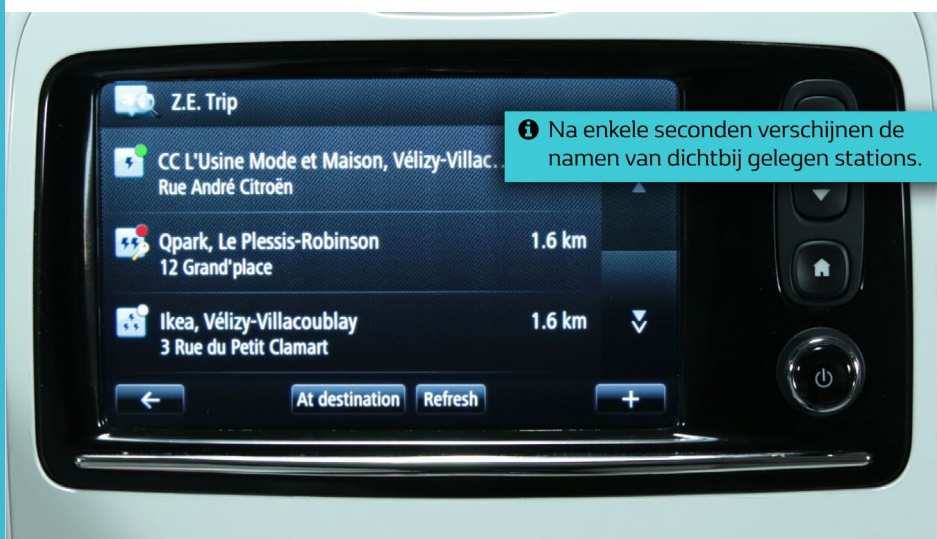 Z.E. Trip
Na enkele seconden verschijnen de
namen van dichtbij gelegen stations.
CC L'Usine Mode et Maison, Vélizy-Villac...
Rue André Citroën
Qpark, Le Plessis-Robinson 1.6 km
12 Grand'place
Ikea, Vélizy-Villacoublay 1.6 km
3 Rue du Petit Clamart
At destination Refresh